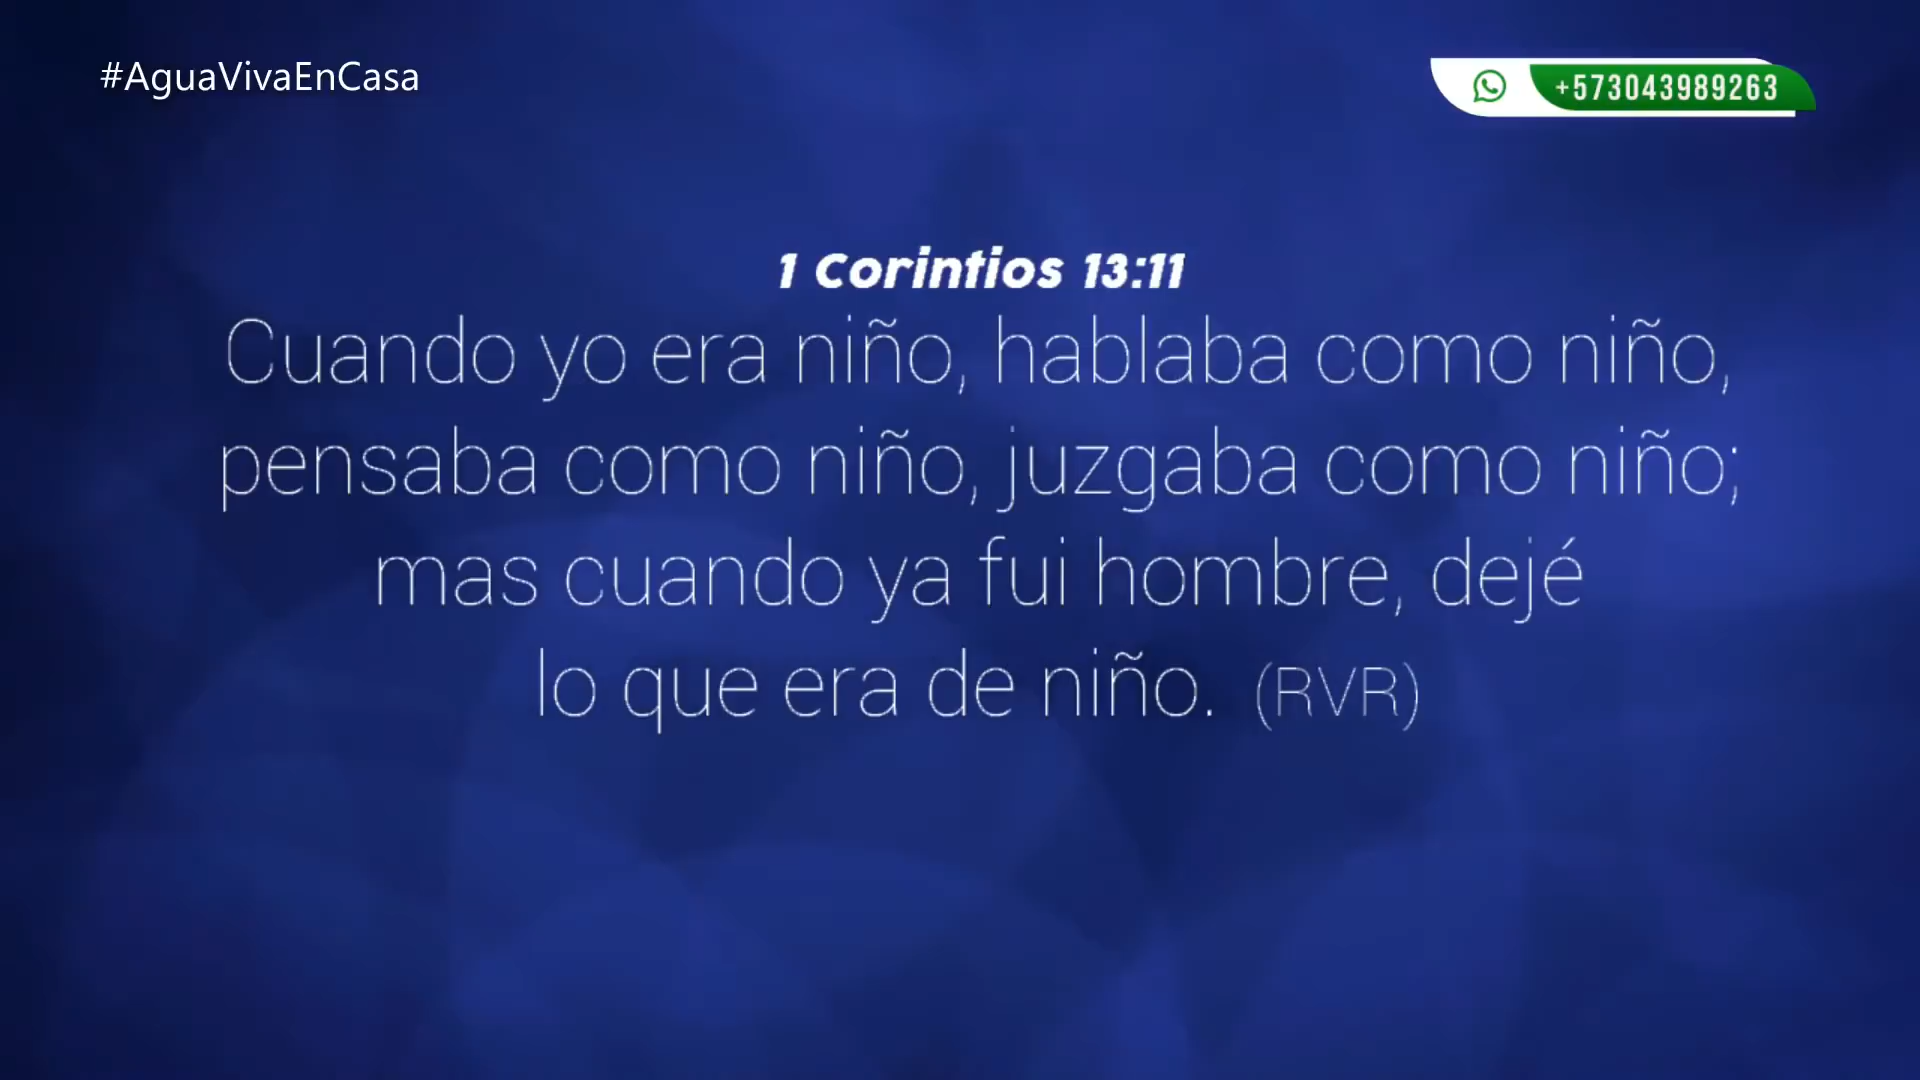 #AguaVivaEnCasa
+573043989263
1 Corintios 13:11
Cuando yo era niño, hablaba como niño,
pensaba como niño, juzgaba como niño;
mas cuando ya fui hombre, dejé
lo que era de niño. (RVR)